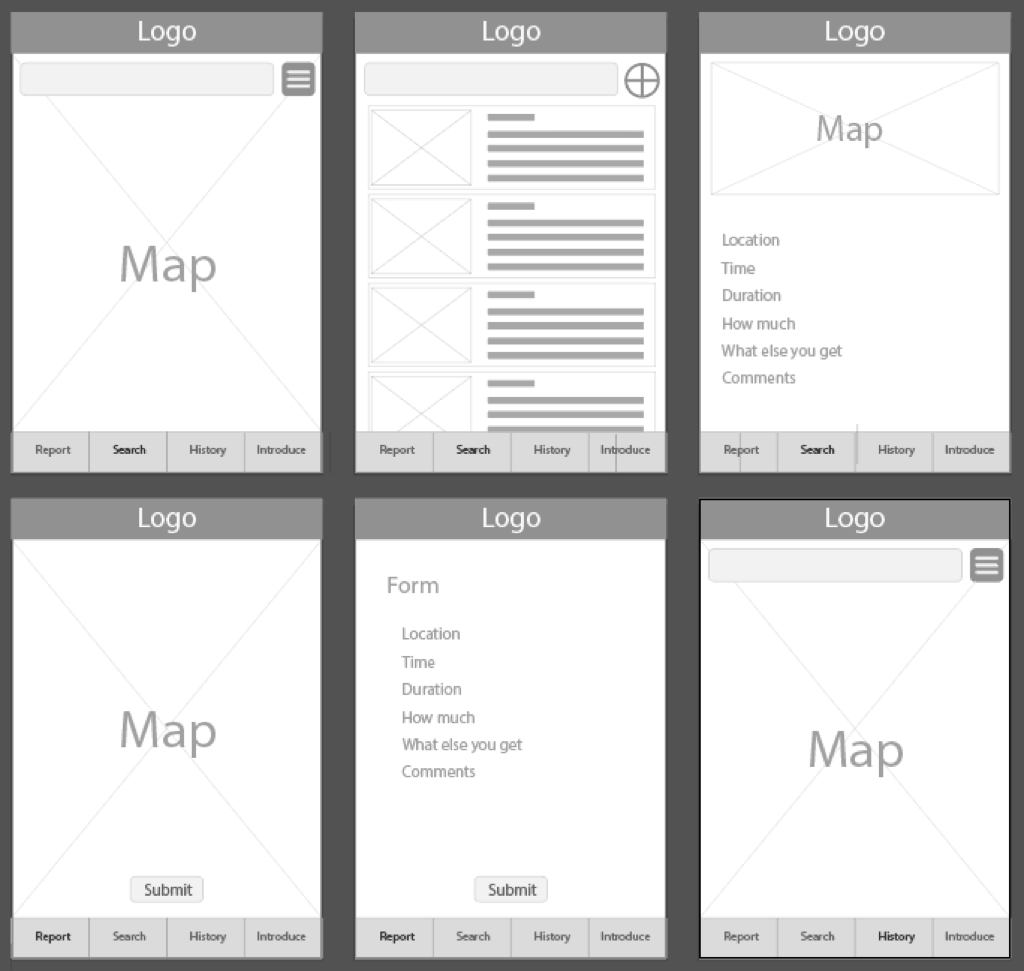 Logo
Map
Report Search History Introduce
Logo
Report Search History Introduce
Logo
Map
Location
Time
Duration
How much
What else you get
Comments
Report Search History Introduce
Logo
Map
Submit
Report Search History Introduce
Logo
Form
Location
Time
Duration
How much
What else you get
Comments
Submit
Report Search History Introduce
Logo
Map
Report Search History Introduce